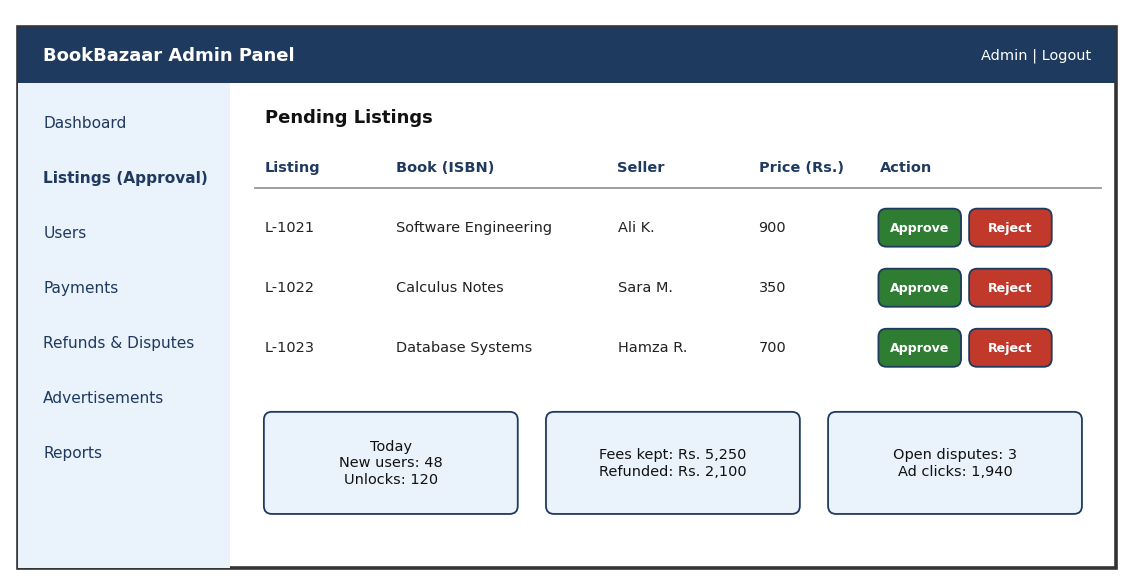 BookBazaar Admin Panel
Admin | Logout
Dashboard
Listings (Approval)
Users
Payments
Refunds & Disputes
Advertisements
Reports
Pending Listings
Listing Book (ISBN) Seller Price (Rs.) Action
L-1021 Software Engineering Ali K. 900 Approve Reject
L-1022 Calculus Notes Sara M. 350 Approve Reject
L-1023 Database Systems Hamza R. 700 Approve Reject
Today
New users: 48
Unlocks: 120
Fees kept: Rs. 5,250
Refunded: Rs. 2,100
Open disputes: 3
Ad clicks: 1,940